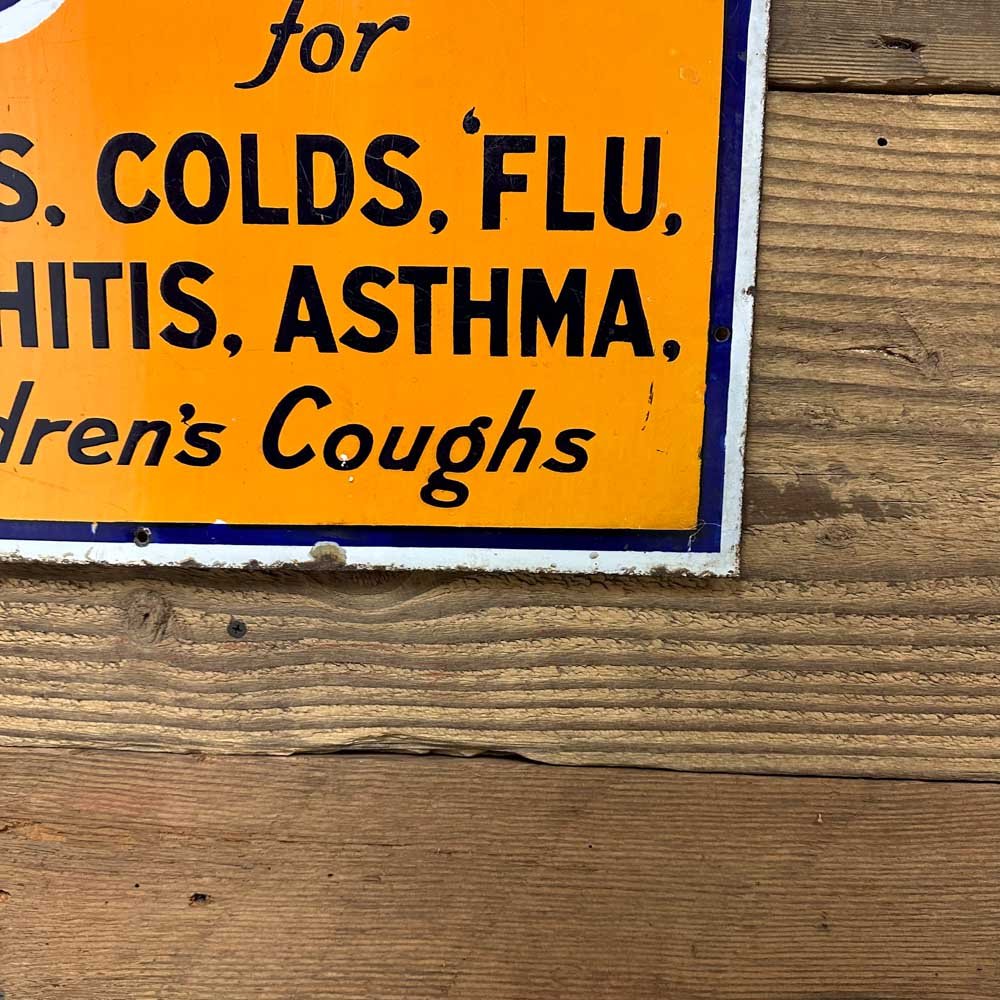 for
S, COLDS, 'FLU,
HITIS, ASTHMA,
dren's Coughs